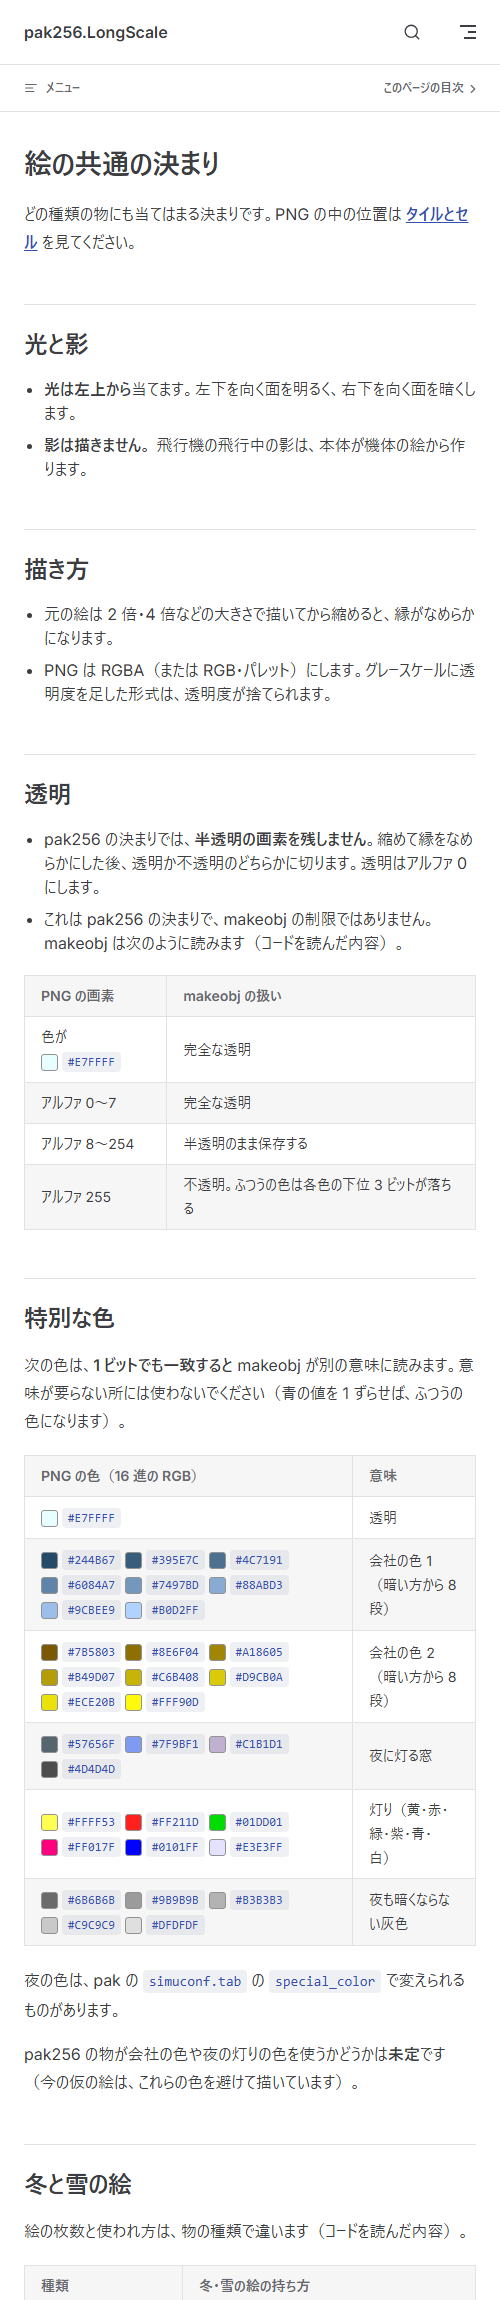 pak256.LongScale
メニュー
このページの目次
絵の共通の決まり
どの種類の物にも当てはまる決まりです。PNG の中の位置は タイルとセ
ル を見てください。
光と影
光は左上から当てます。左下を向く面を明るく、右下を向く面を暗くし
ます。
影は描きません。 飛行機の飛行中の影は、本体が機体の絵から作
ります。
描き方
元の絵は 2 倍・4 倍などの大きさで描いてから縮めると、縁がなめらか
になります。
PNG は RGBA（または RGB・パレット）にします。グレースケールに透
明度を足した形式は、透明度が捨てられます。
透明
pak256 の決まりでは、半透明の画素を残しません。縮めて縁をなめ
らかにした後、透明か不透明のどちらかに切ります。透明はアルファ 0
にします。
これは pak256 の決まりで、makeobj の制限ではありません。
makeobj は次のように読みます（コードを読んだ内容）。
PNG の画素
makeobj の扱い
色が
#E7FFFF
完全な透明
アルファ 0〜7
完全な透明
アルファ 8〜254
半透明のまま保存する
アルファ 255
不透明。ふつうの色は各色の下位 3 ビットが落ち
る
特別な色
次の色は、1 ビットでも一致すると makeobj が別の意味に読みます。意
味が要らない所には使わないでください（青の値を 1 ずらせば、ふつうの
色になります）。
PNG の色（16 進の RGB）
意味
#E7FFFF
透明
#244B67 #395E7C #4C7191
#6084A7 #7497BD #88ABD3
#9CBEE9 #B0D2FF
会社の色 1
（暗い方から 8
段）
#7B5803 #8E6F04 #A18605
#B49D07 #C6B408 #D9CB0A
#ECE20B #FFF90D
会社の色 2
（暗い方から 8
段）
#57656F #7F9BF1 #C1B1D1
#4D4D4D
夜に灯る窓
#FFFF53 #FF211D #01DD01
#FF017F #0101FF #E3E3FF
灯り（黄・赤・
緑・紫・青・
白）
#6B6B6B #9B9B9B #B3B3B3
#C9C9C9 #DFDFDF
夜も暗くならな
い灰色
夜の色は、pak の simuconf.tab の special_color で変えられる
ものがあります。
pak256 の物が会社の色や夜の灯りの色を使うかどうかは未定です
（今の仮の絵は、これらの色を避けて描いています）。
冬と雪の絵
絵の枚数と使われ方は、物の種類で違います（コードを読んだ内容）。
種類
冬・雪の絵の持ち方